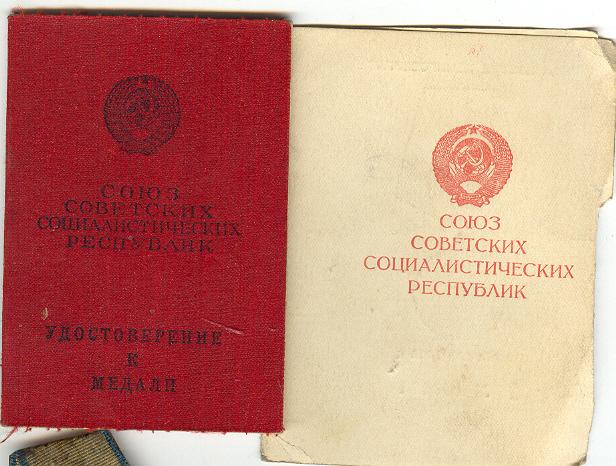 СОЮЗ
СОВЕТСКИХ
СОЦИАЛИСТИЧЕСКИХ
РЕСПУБЛИК
УДОСТОВЕРЕНИЕ
К
МЕДАЛИ
СОЮЗ
СОВЕТСКИХ
СОЦИАЛИСТИЧЕСКИХ
РЕСПУБЛИК